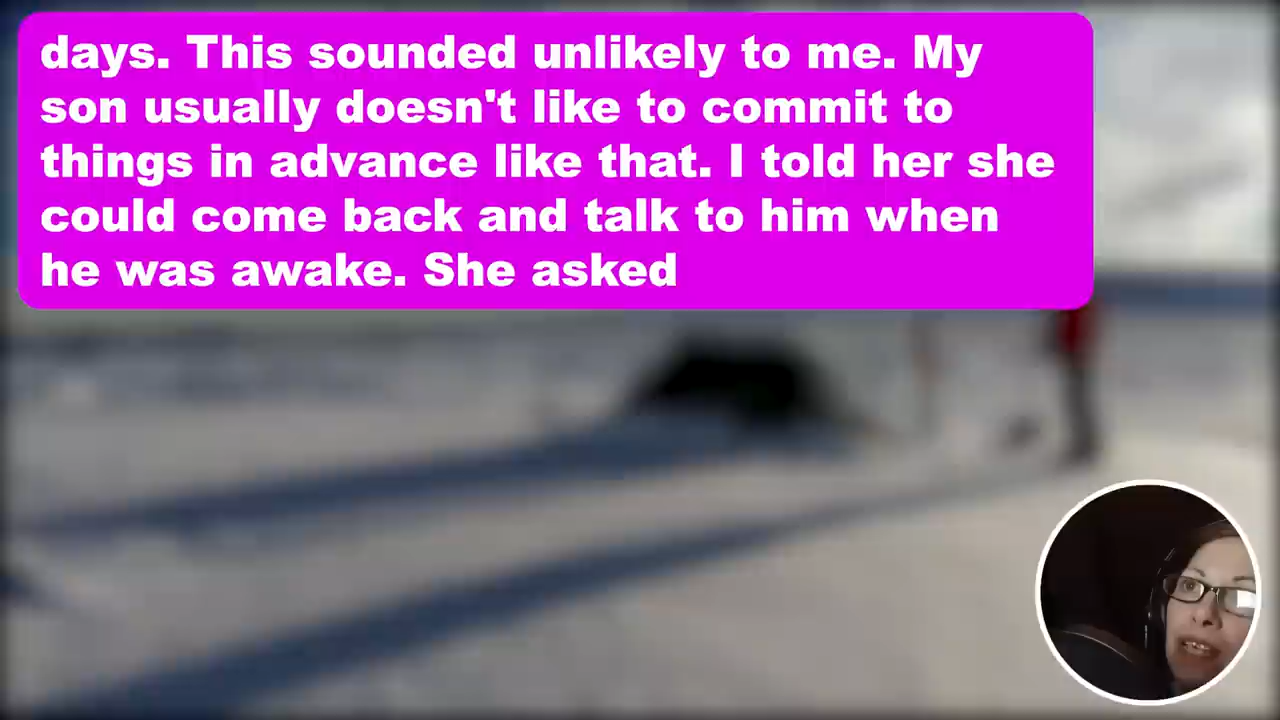 days. This sounded unlikely to me. My
son usually doesn't like to commit to
things in advance like that. I told her she
could come back and talk to him when
he was awake. She asked